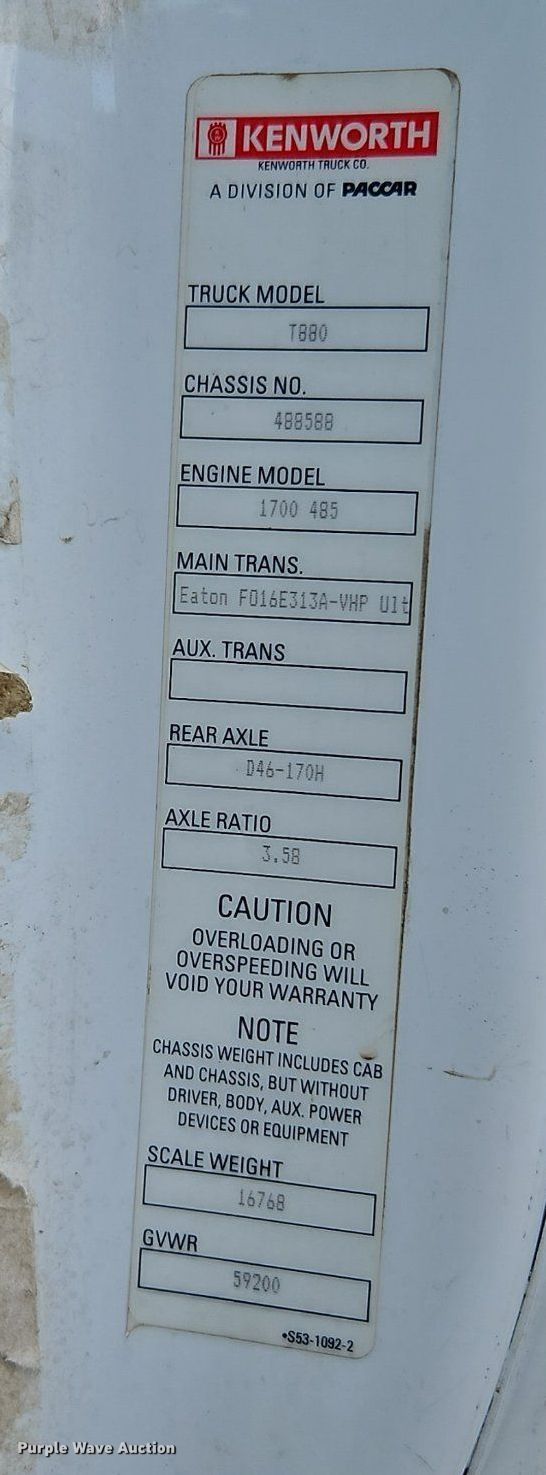 KENWORTH
KENWORTH TRUCK CO.
A DIVISION OF PACCAR
TRUCK MODEL
T880
CHASSIS NO.
488588
ENGINE MODEL
1700 485
MAIN TRANS.
Eaton FO16E313A-VHP Ult
AUX. TRANS
REAR AXLE
D46-170H
AXLE RATIO
3.58
CAUTION
OVERLOADING OR
OVERSPEEDING WILL
VOID YOUR WARRANTY
NOTE
CHASSIS WEIGHT INCLUDES CAB
AND CHASSIS, BUT WITHOUT
DRIVER, BODY, AUX. POWER
DEVICES OR EQUIPMENT
SCALE WEIGHT
16768
GVWR
59200
•S53-1092-2
Purple Wave Auction